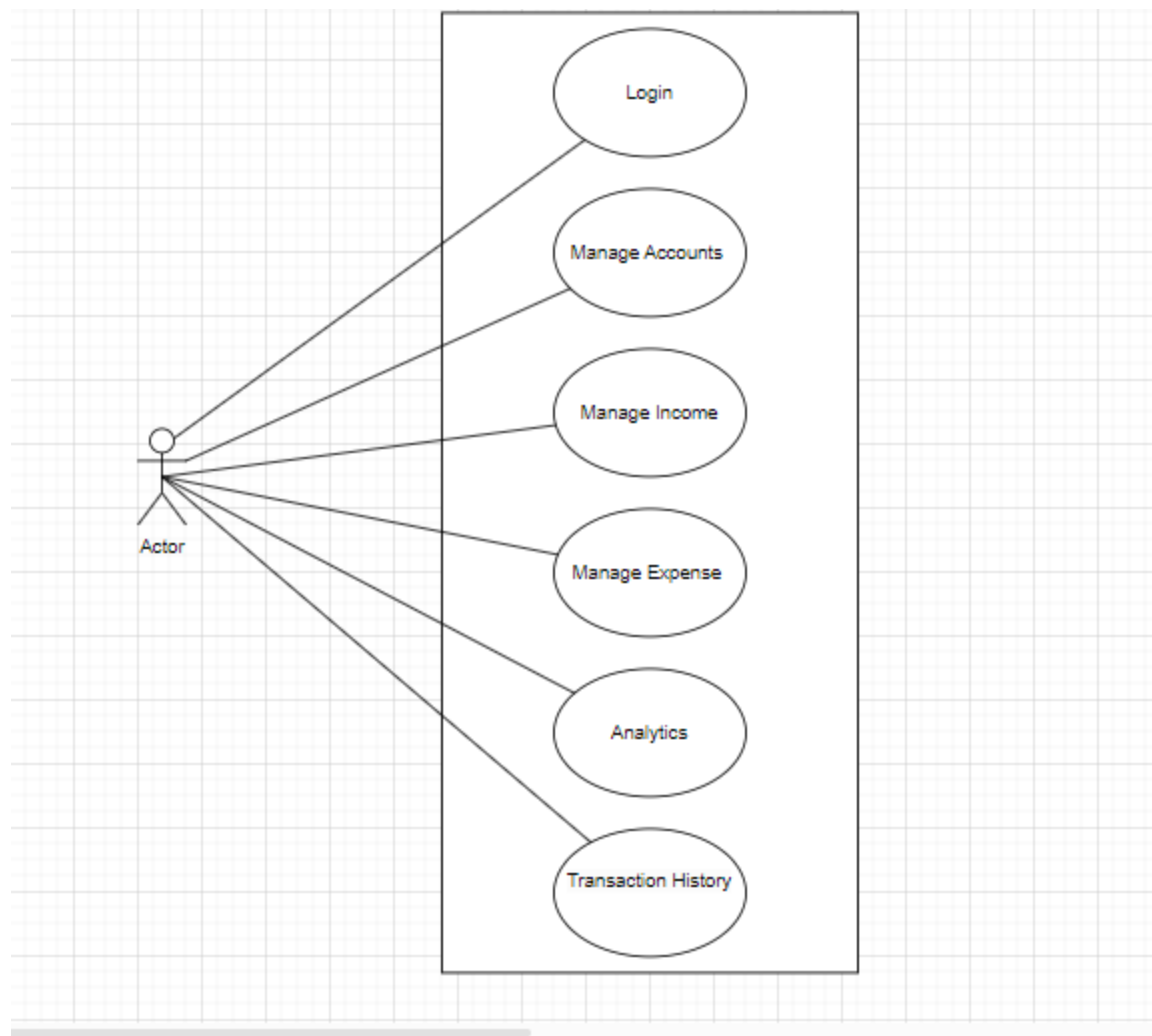 Login
Manage Accounts
Manage Income
Actor
Manage Expense
Analytics
Transaction History